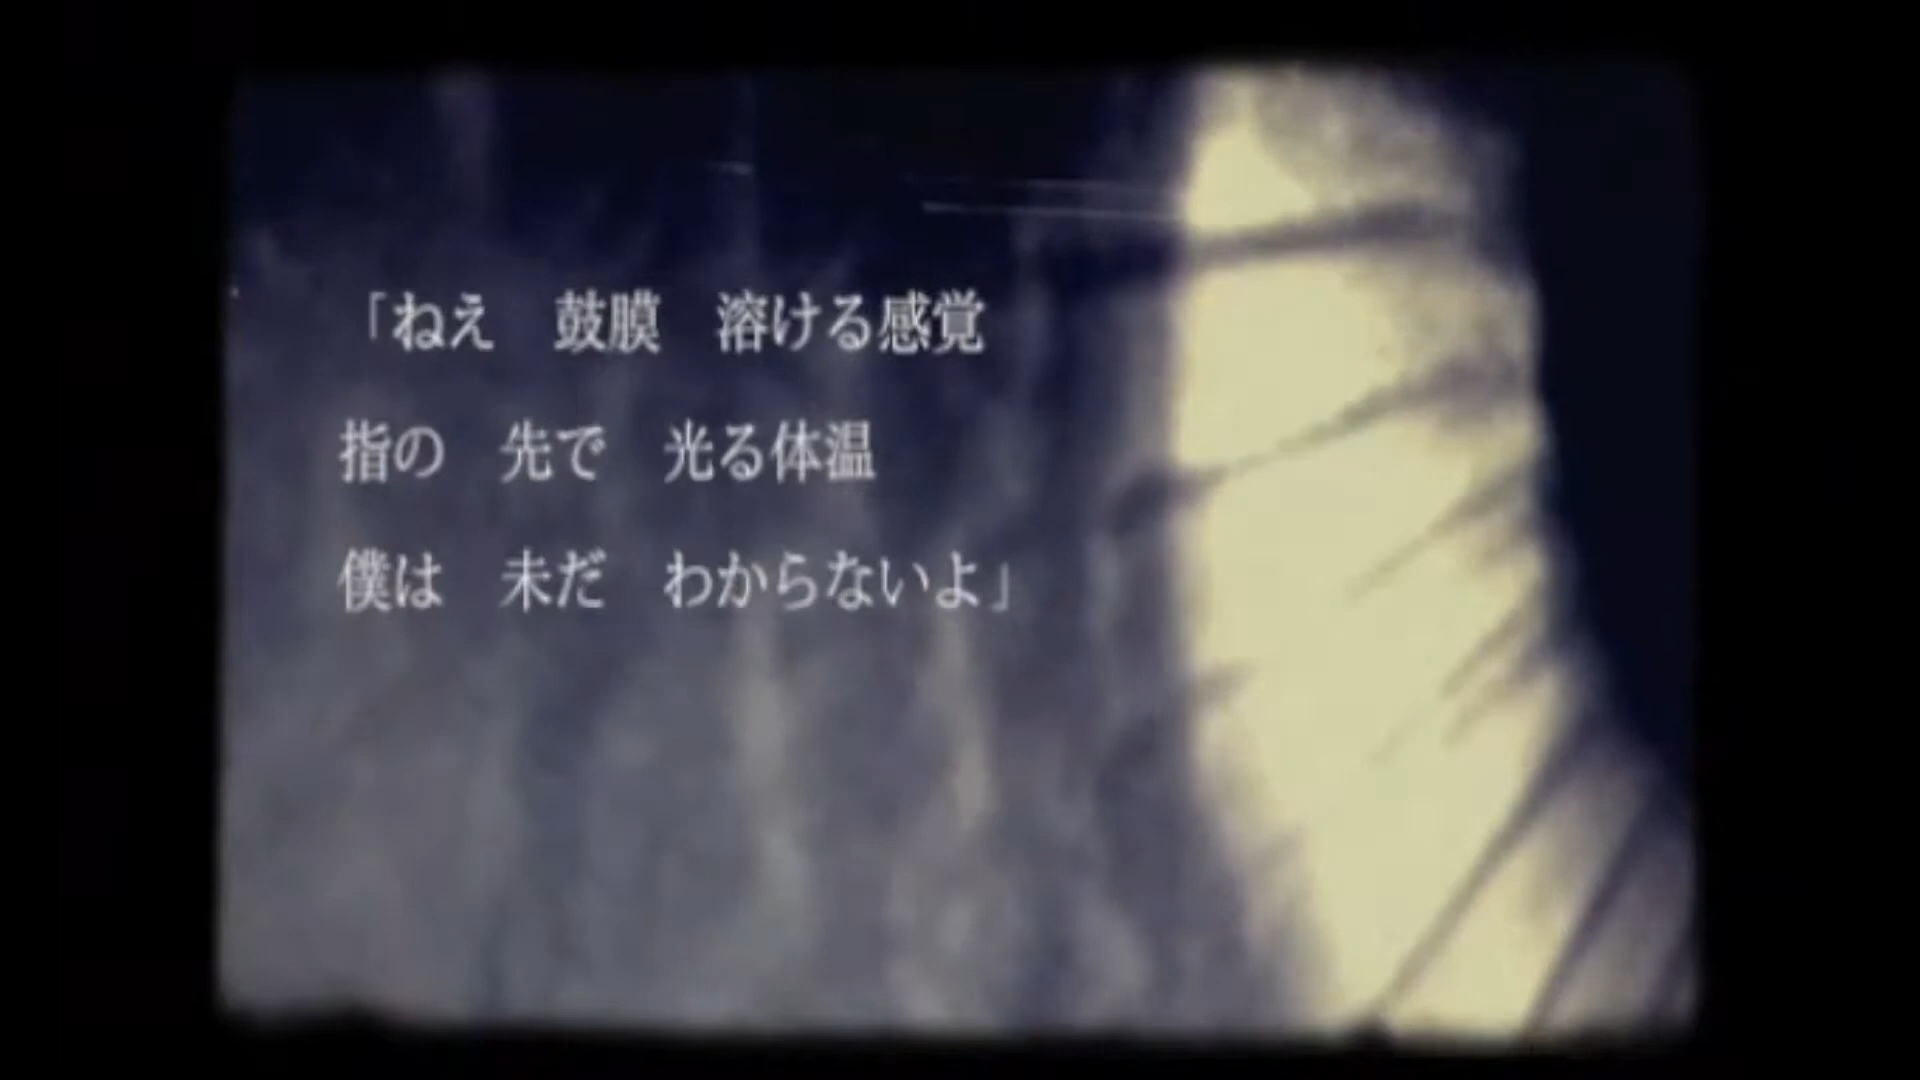 「ねえ　鼓膜　溶ける感覚
指の　先で　光る体温
僕は　未だ　わからないよ」